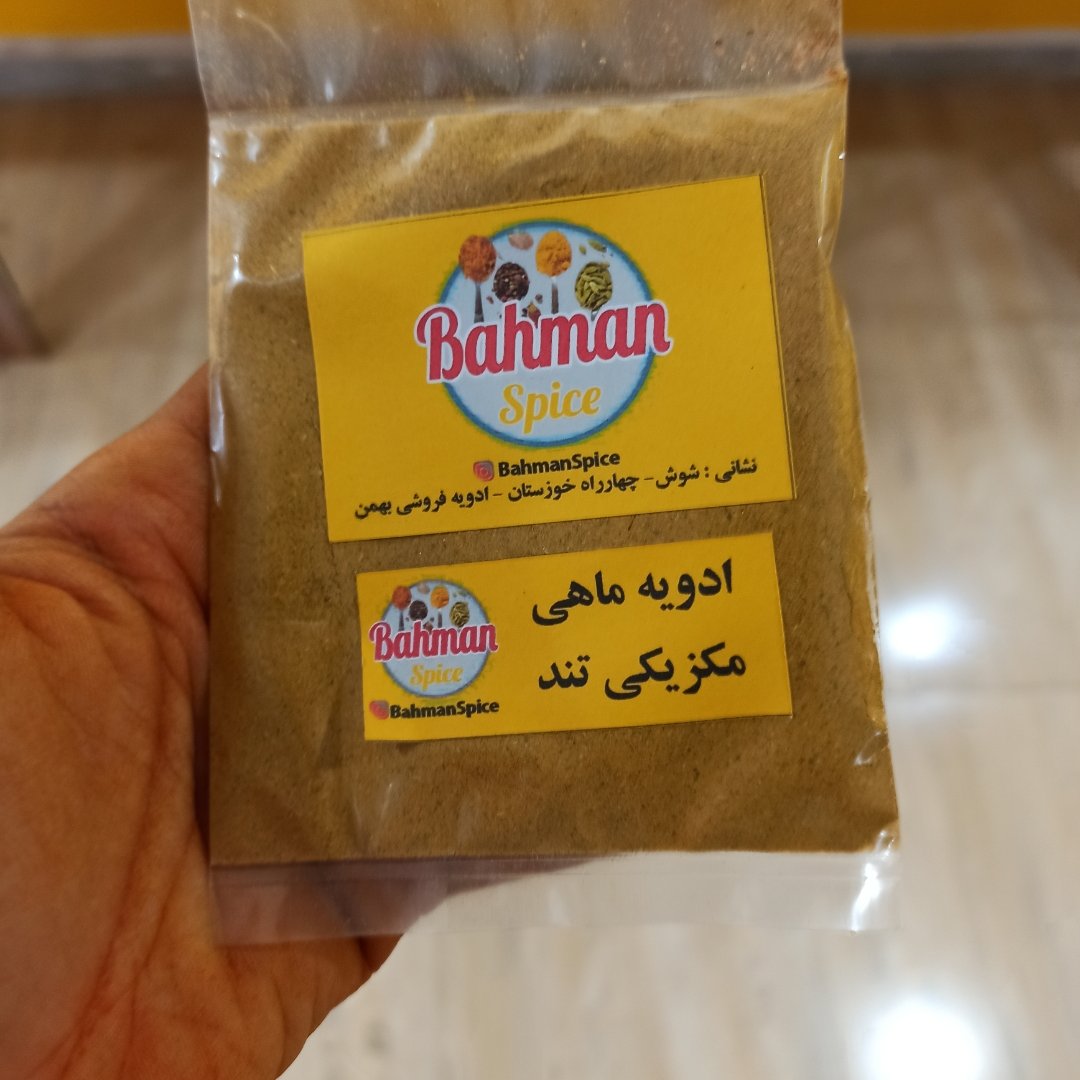 Bahman
Spice
BahmanSpice
نشانی : شوش- چهارراه خوزستان - ادویه فروشی بهمن
ادویه ماهی
مکزیکی تند
Bahman
Spice
BahmanSpice